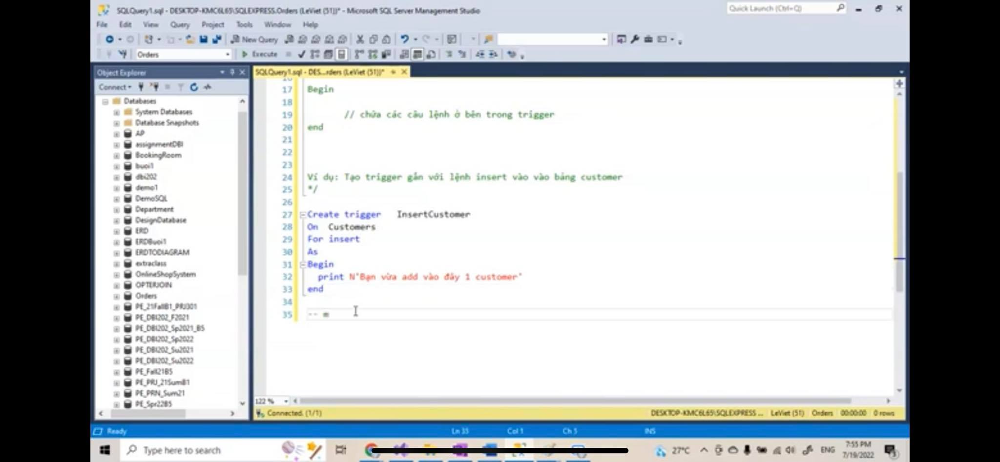 SQLQuery1.sql - DESKTOP-KMC6L65\SQLEXPRESS.Orders (LeViet (51))* - Microsoft SQL Server Management Studio
Quick Launch (Ctrl+Q)
File Edit View Query Project Tools Window Help
New Query
Orders
Execute
Object Explorer
SQLQuery1.sql - DES...rders (LeViet (51))*
Connect
Databases
System Databases
Database Snapshots
AP
assignmentDBI
BookingRoom
buoi1
dbi202
demo1
DemoSQL
Department
DesignDatabase
ERD
ERDBuoi1
ERDTODIAGRAM
extraclass
OnlineShopSystem
OPTERJOIN
Orders
PE_21FallB1_PRJ301
PE_DBI202_F2021
PE_DBI202_Sp2021_B5
PE_DBI202_Sp2022
PE_DBI202_Su2021
PE_DBI202_Su2022
PE_Fall21B5
PE_PRJ_21SumB1
PE_PRN_Sum21
PE_Spr22B5
17 Begin
18
19 // chứa các câu lệnh ở bên trong trigger
20 end
21
22
23
24 Ví dụ: Tạo trigger gắn với lệnh insert vào vào bảng customer
25 */
26
27 Create trigger InsertCustomer
28 On Customers
29 For insert
30 As
31 Begin
32 print N'Bạn vừa add vào đây 1 customer'
33 end
34
35 -- m
122 %
Connected. (1/1)
DESKTOP-KMC6L65\SQLEXPRESS ... LeViet (51) Orders 00:00:00 0 rows
Ready Ln 35 Col 1 Ch 5 INS
Type here to search
27°C ENG 7:55 PM
7/19/2022